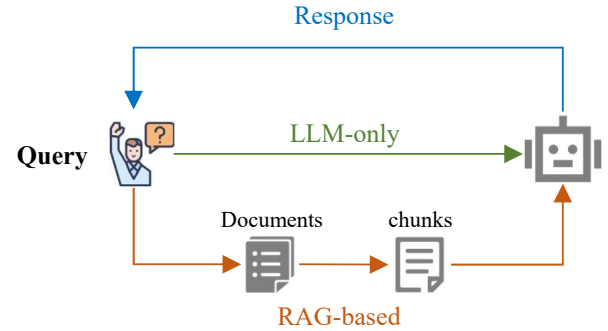 Response
LLM-only
Query
?
Documents
chunks
RAG-based